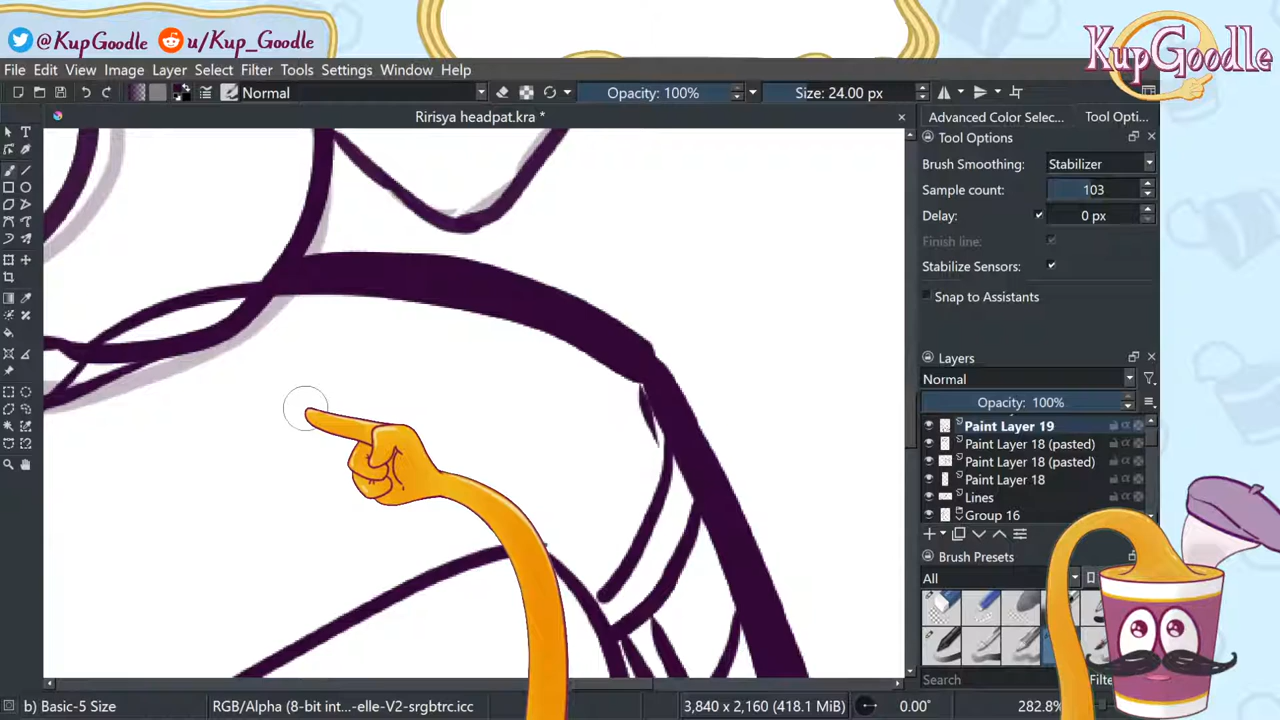 @KupGoodle u/Kup_Goodle
KupGoodle
File Edit View Image Layer Select Filter Tools Settings Window Help
Normal Opacity: 100% Size: 24.00 px
Ririsya headpat.kra *
Advanced Color Selec... Tool Opti...
Tool Options
Brush Smoothing: Stabilizer
Sample count: 103
Delay: 0 px
Finish line:
Stabilize Sensors:
Snap to Assistants
Layers
Normal
Opacity: 100%
Paint Layer 19
Paint Layer 18 (pasted)
Paint Layer 18 (pasted)
Paint Layer 18
Lines
Group 16
Brush Presets
All
Search
b) Basic-5 Size RGB/Alpha (8-bit int...-elle-V2-srgbtrc.icc 3,840 x 2,160 (418.1 MiB) 0.00° 282.8%